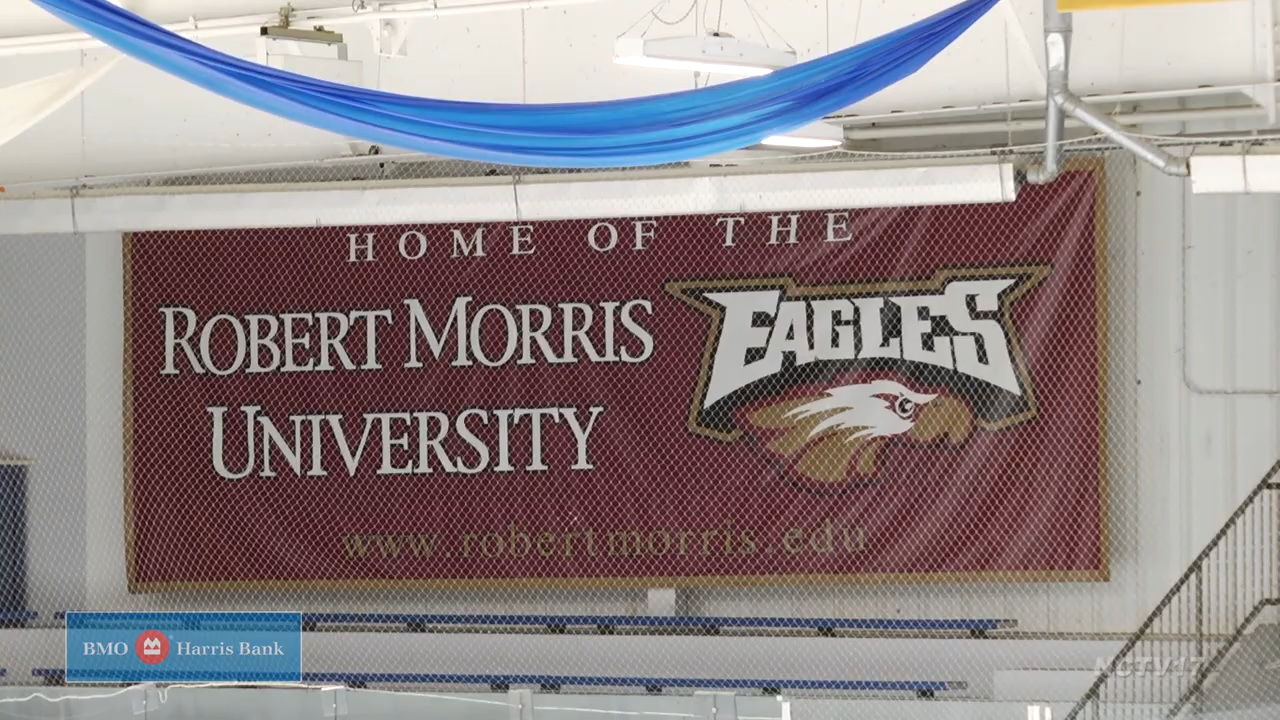 HOME OF THE
ROBERT MORRIS
UNIVERSITY
EAGLES
www.robertmorris.edu
BMO Harris Bank
NCTV17